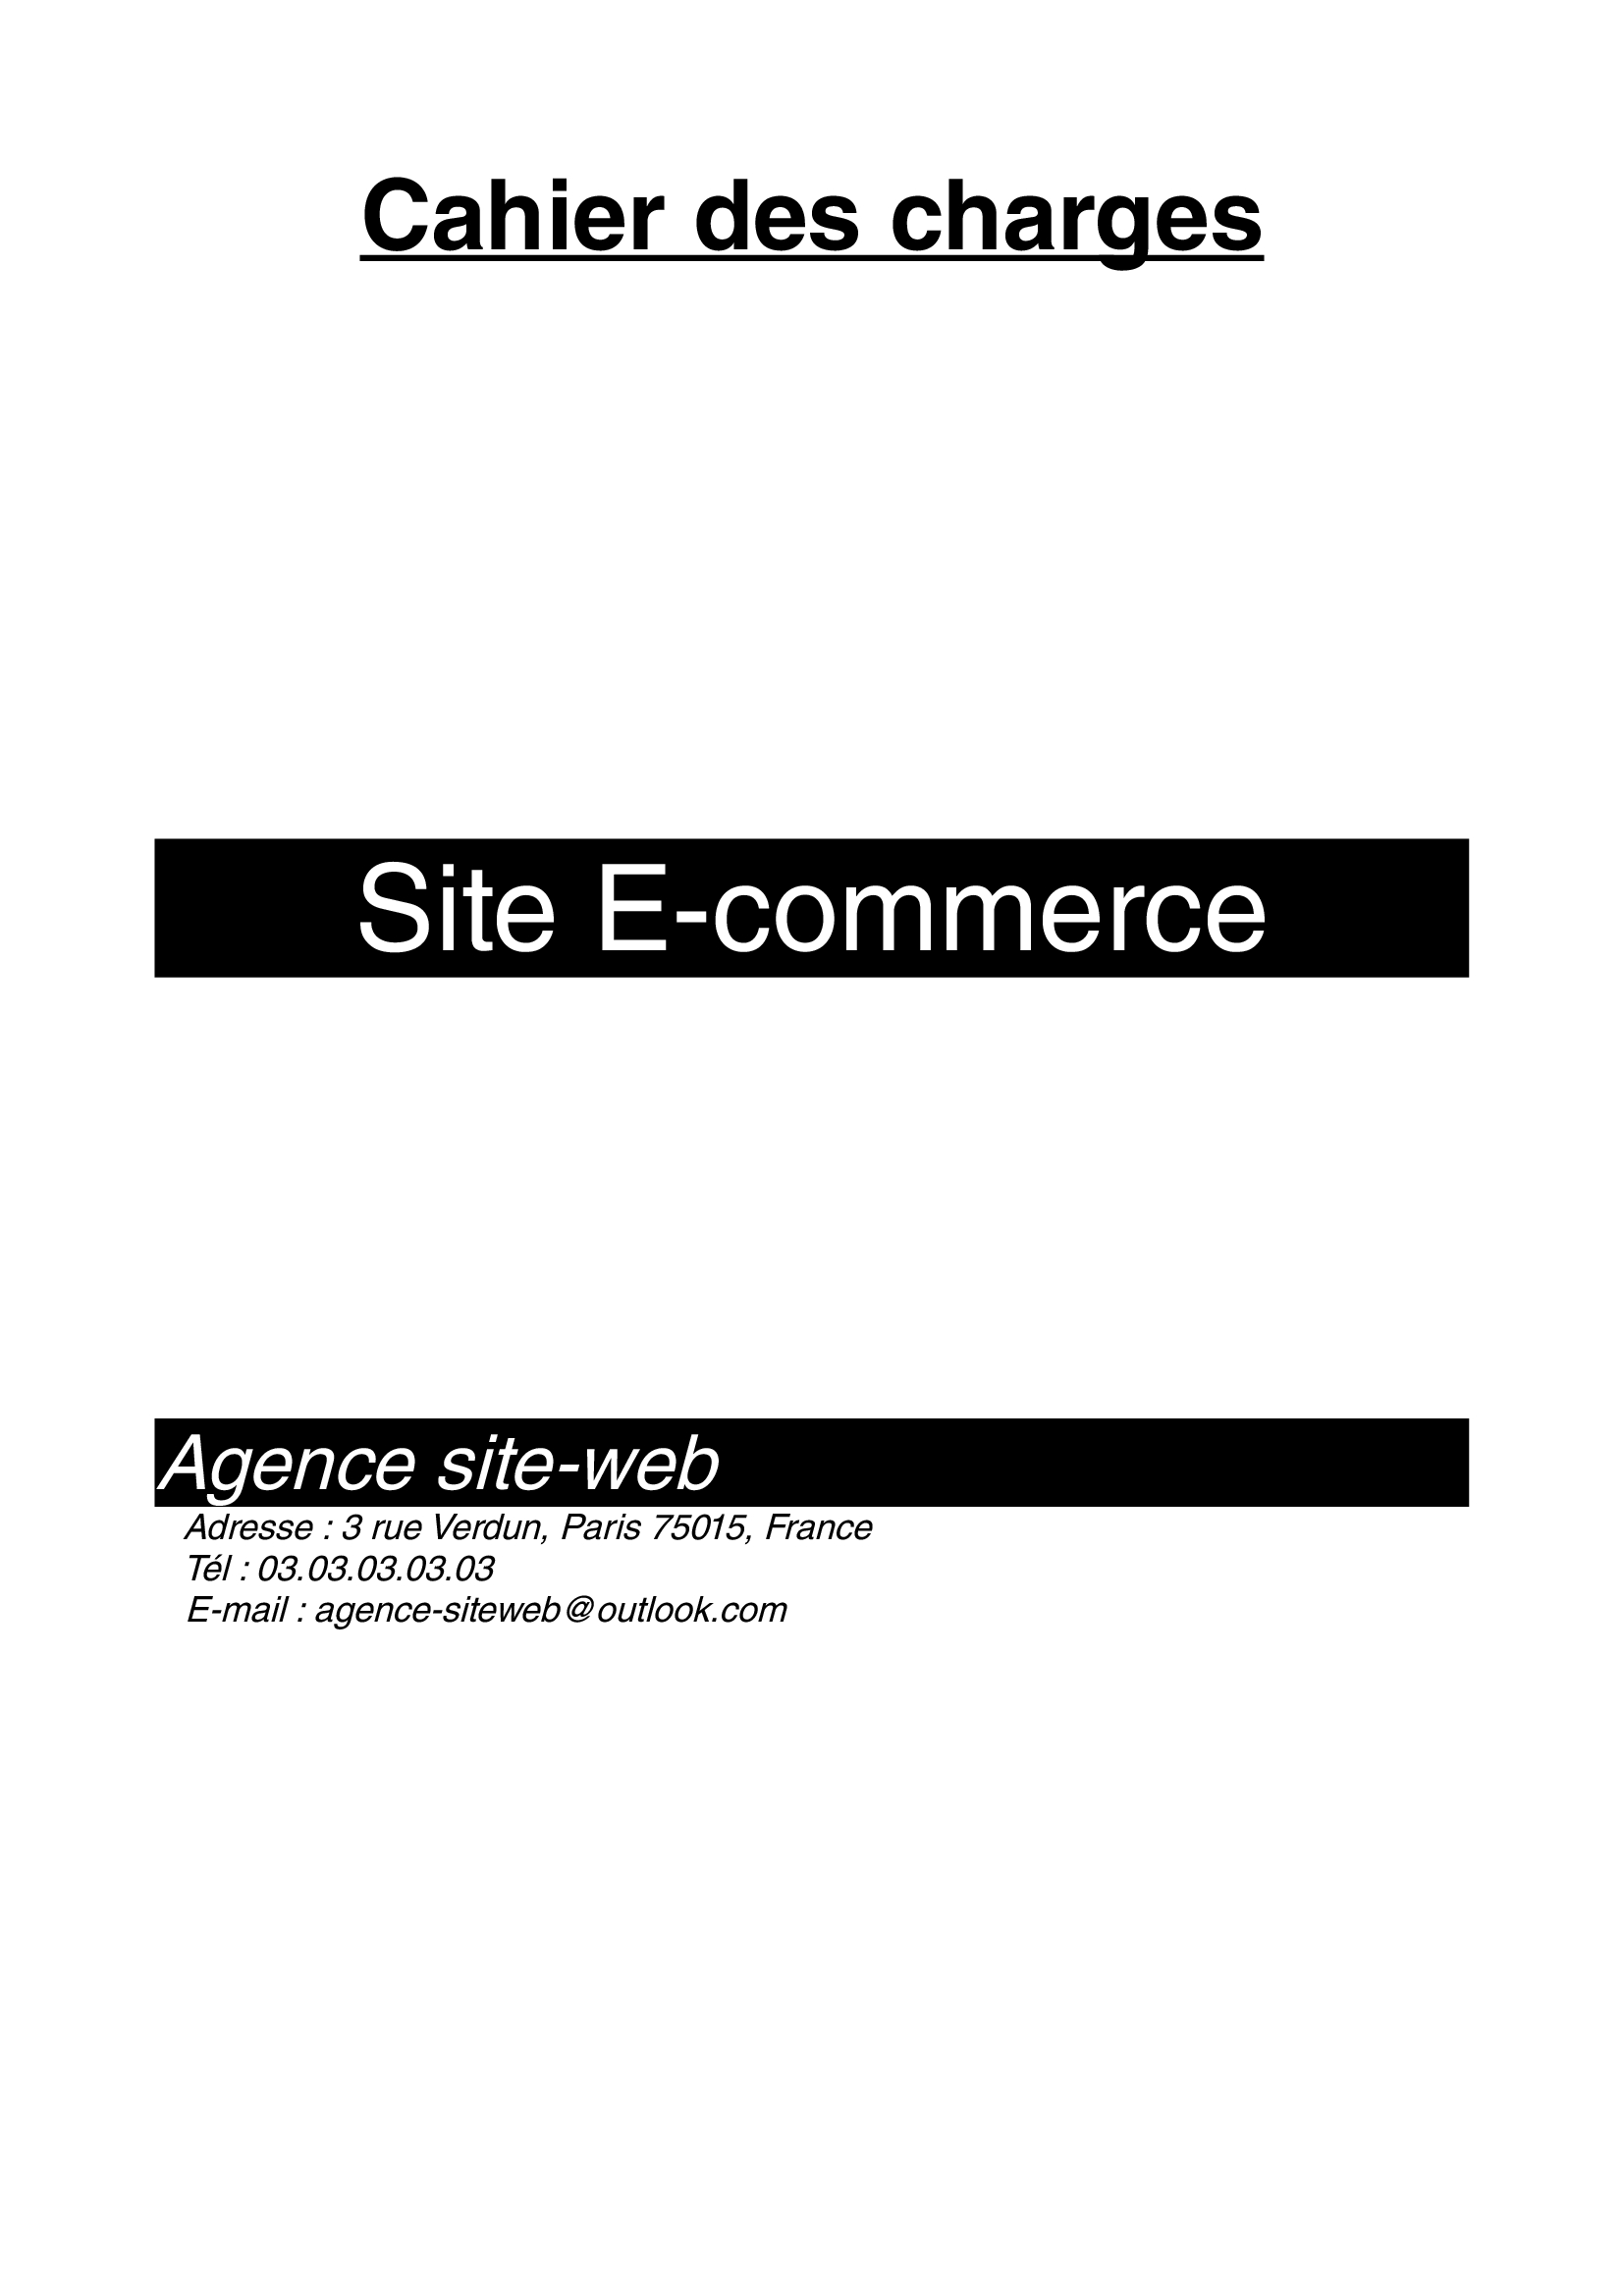 Cahier des charges
Site E-commerce
Agence site-web
Adresse : 3 rue Verdun, Paris 75015, France
Tél : 03.03.03.03.03
E-mail : agence-siteweb@outlook.com